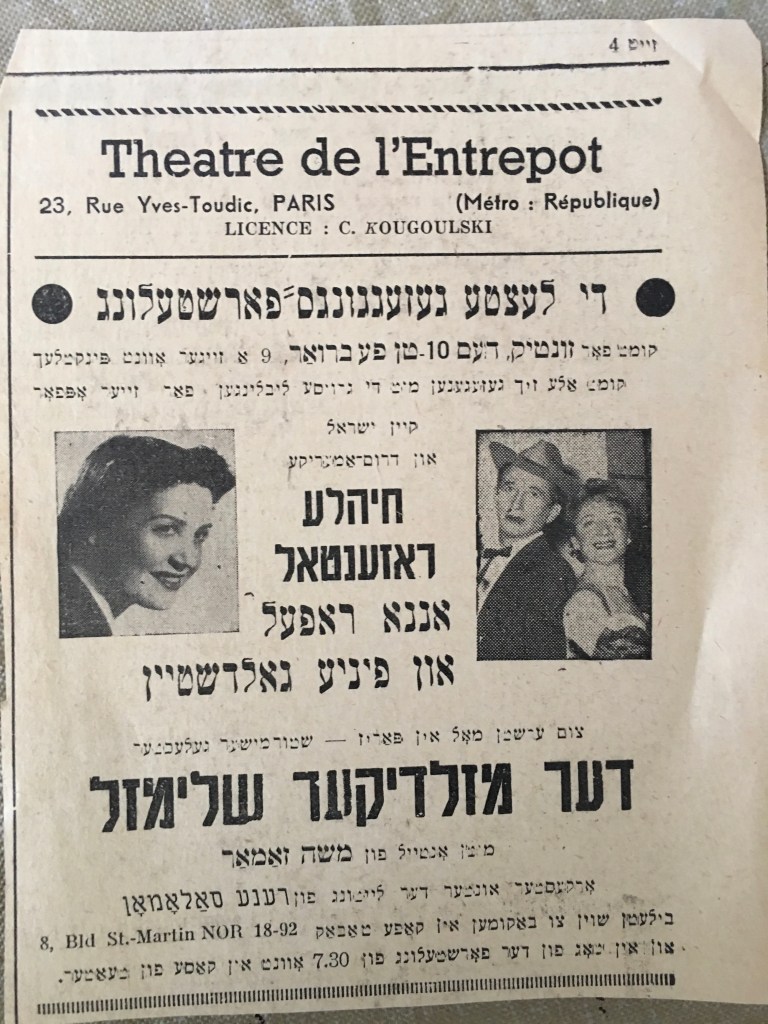 זייט 4
Theatre de l'Entrepot
23, Rue Yves-Toudic, PARIS (Métro : République)
LICENCE : C. KOUGOULSKI
די לעצטע געזעגנונגס־פארשטעלונג
קומט פאר זונטיק, דעם 10-טן פעברואר, 9 א זייגער אוונט פינקטלעך
קומט אלע זיך געזעגענען מיט די גרויסע ליבלינגען פאר זייער אפפאר
קיין ישראל
און דרום־אמעריקע
חיהלע
ראזענטאל
אננא ראפעל
און פיניע גאלדשטיין
צום ערשטן מאל אין פאריז — שטורמישער געלעכטער
דער מזלדיקער שלימזל
מיטן אנטייל פון משה זאמאר
ארקעסטער אונטער דער לייטונג פון רענע סאלאמאן
בילעטן שוין צו באקומען אין קאפע טאבאק 8, Bld St.-Martin NOR 18-92
און אין טאג פון דער פארשטעלונג פון 7.30 אוונט אין קאסע פון טעאטער.